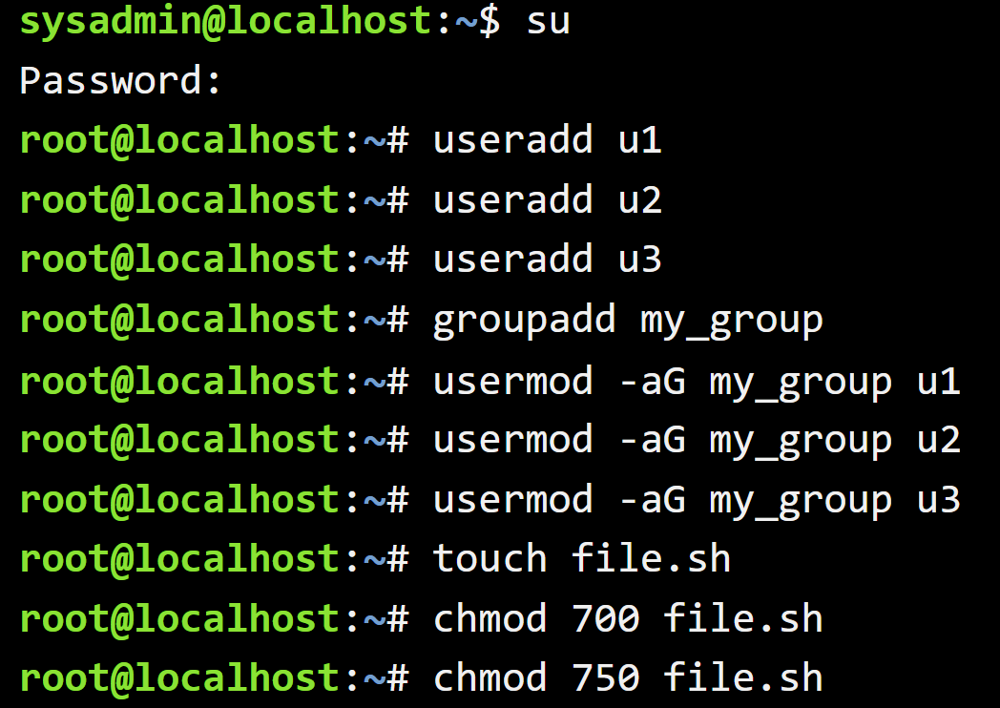 sysadmin@localhost:~$ su
Password:
root@localhost:~# useradd u1
root@localhost:~# useradd u2
root@localhost:~# useradd u3
root@localhost:~# groupadd my_group
root@localhost:~# usermod -aG my_group u1
root@localhost:~# usermod -aG my_group u2
root@localhost:~# usermod -aG my_group u3
root@localhost:~# touch file.sh
root@localhost:~# chmod 700 file.sh
root@localhost:~# chmod 750 file.sh